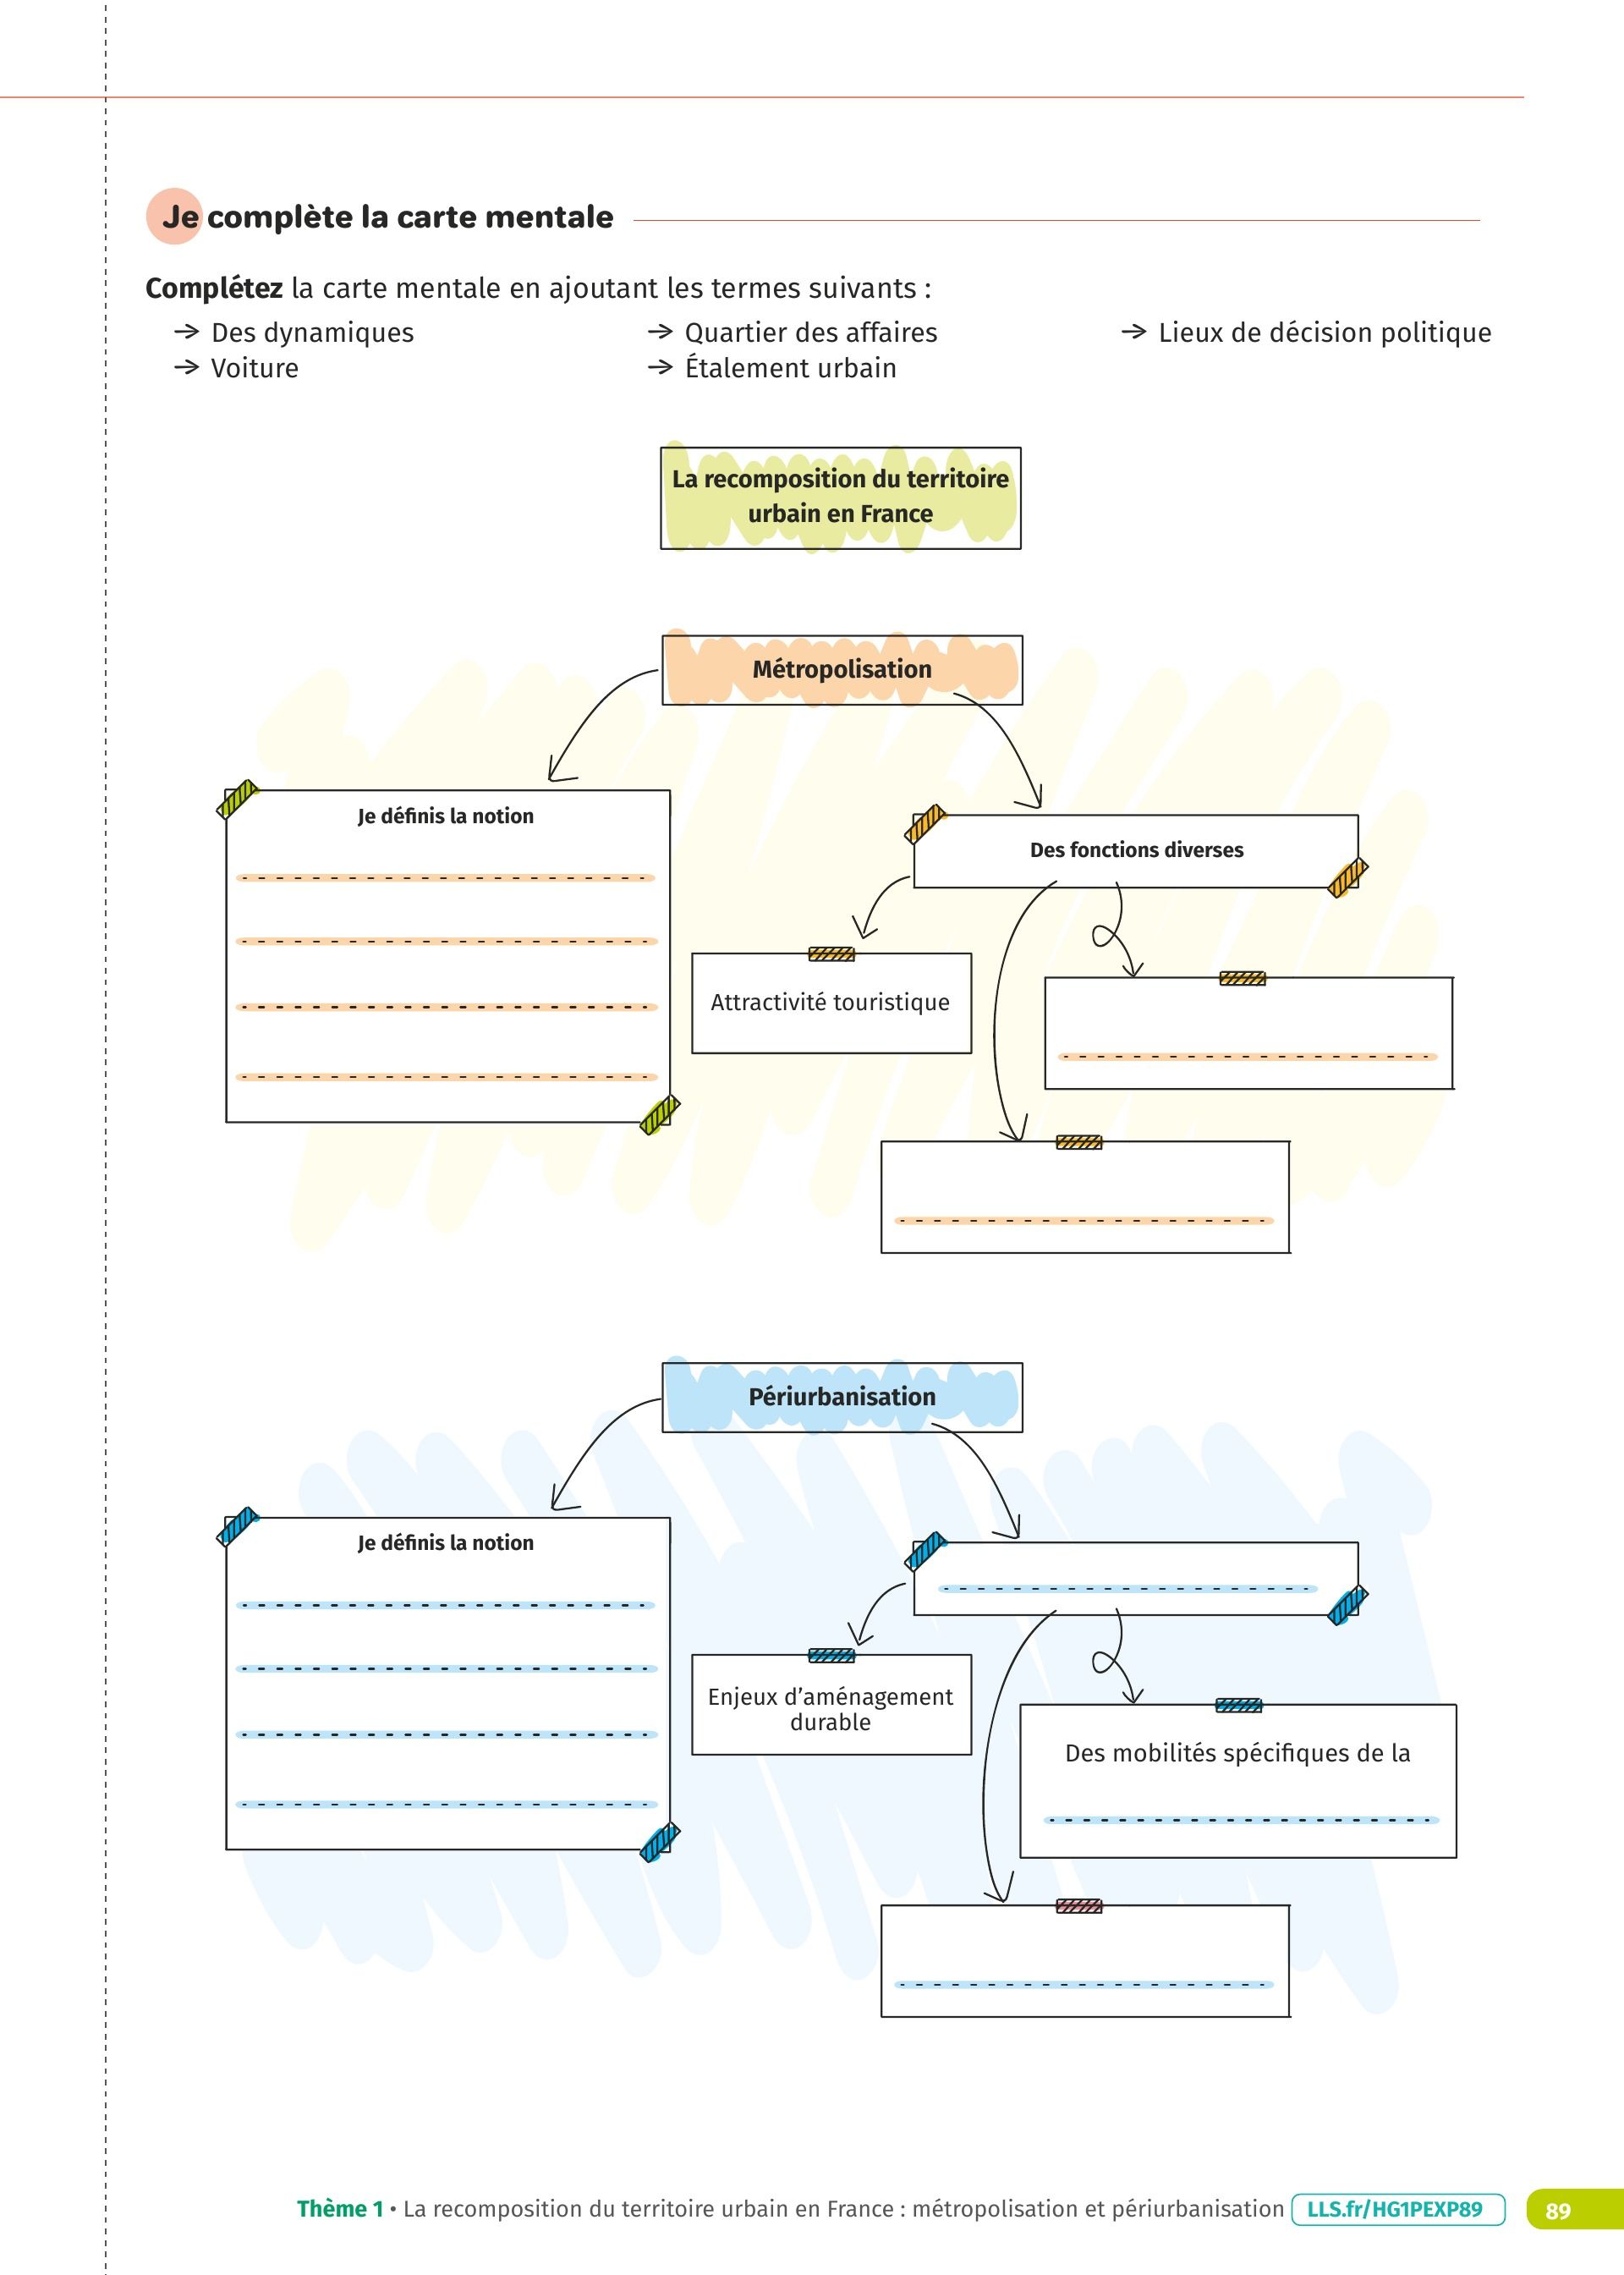 Je complète la carte mentale
Complétez la carte mentale en ajoutant les termes suivants :
→ Des dynamiques
→ Voiture
→ Quartier des affaires
→ Étalement urbain
→ Lieux de décision politique
La recomposition du territoire
urbain en France
Métropolisation
Je définis la notion
Des fonctions diverses
Attractivité touristique
Périurbanisation
Je définis la notion
Enjeux d’aménagement
durable
Des mobilités spécifiques de la
Thème 1 • La recomposition du territoire urbain en France : métropolisation et périurbanisation LLS.fr/HG1PEXP89 89